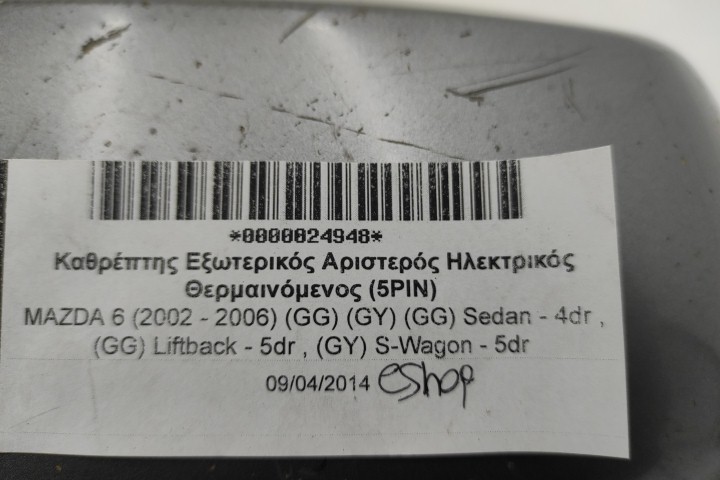 *0000024948*
Καθρέπτης Εξωτερικός Αριστερός Ηλεκτρικός
Θερμαινόμενος (5PIN)
MAZDA 6 (2002 - 2006) (GG) (GY) (GG) Sedan - 4dr ,
(GG) Liftback - 5dr , (GY) S-Wagon - 5dr
09/04/2014 eshop